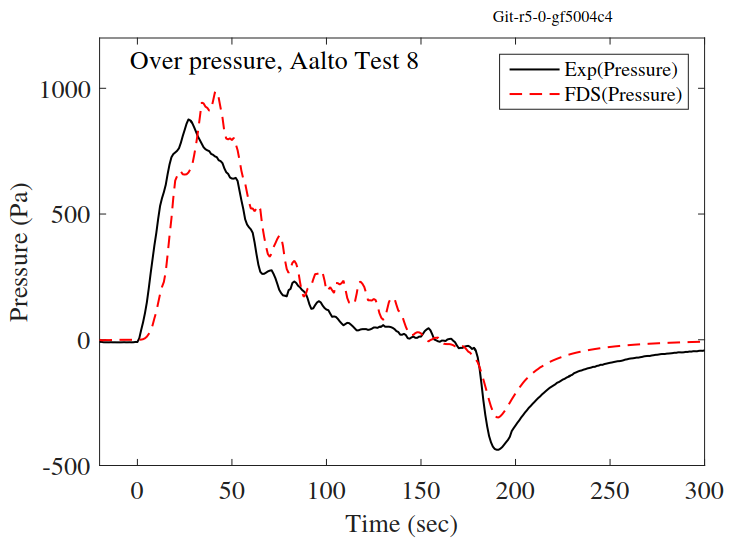 Git-r5-0-gf5004c4
Over pressure, Aalto Test 8
Exp(Pressure)
FDS(Pressure)
1000
500
0
-500
Pressure (Pa)
0 50 100 150 200 250 300
Time (sec)